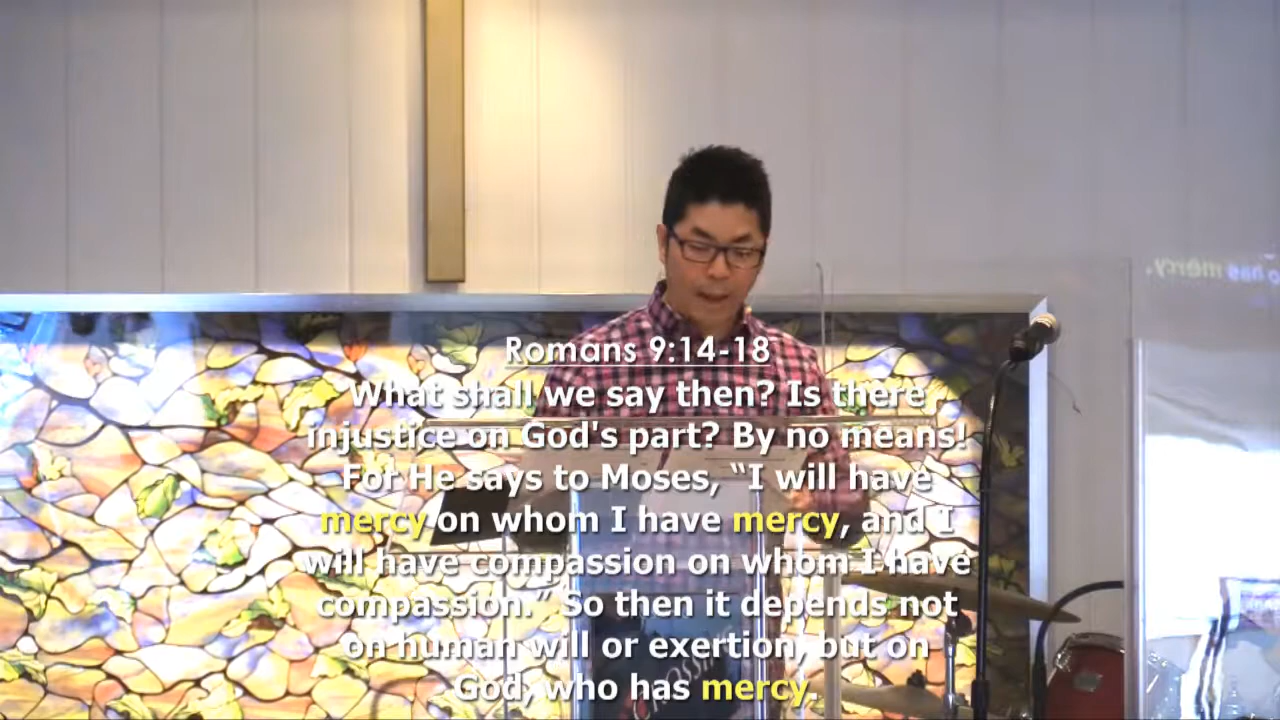 Romans 9:14-18
What shall we say then? Is there
injustice on God's part? By no means!
For He says to Moses, “I will have
mercy on whom I have mercy, and I
will have compassion on whom I have
compassion.” So then it depends not
on human will or exertion, but on
God, who has mercy.
has mercy.